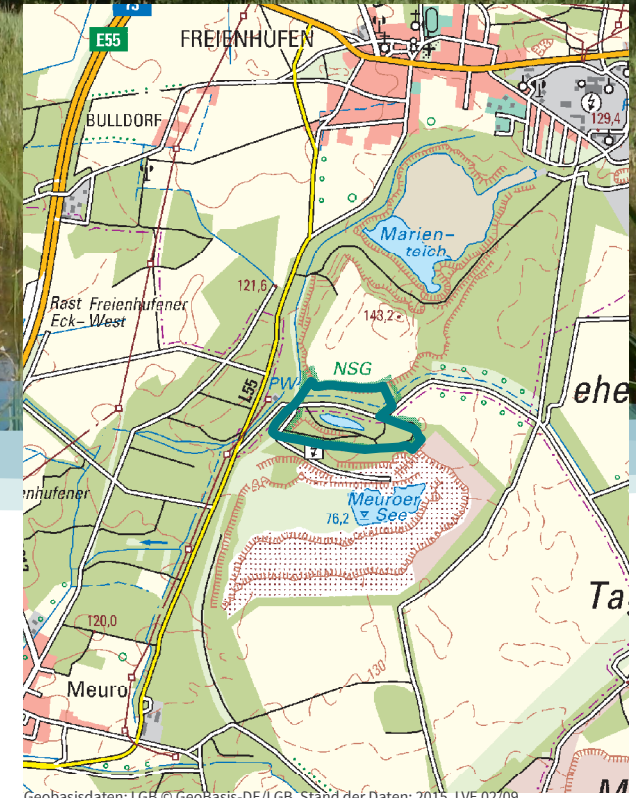 E55
FREIENHUFEN
BULLDORF
129,4
Marien-
teich
121,6
Rast Freienhufener
Eck-West
143,2
NSG
PW
L55
ehe
Meuroer
See
76,2
nhufener
Ta
120,0
130
Meuro
M
Geobasisdaten: LGB © GeoBasis-DE/LGB, Stand der Daten: 2015, LVE 02/09